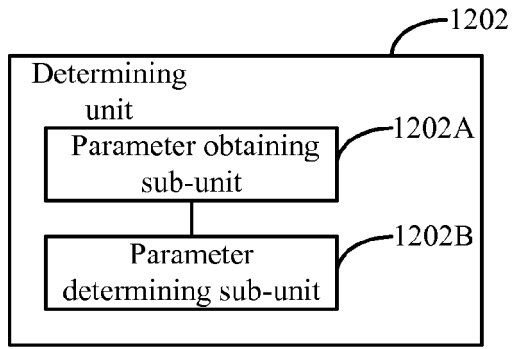 1202
Determining
unit
1202A
Parameter obtaining
sub-unit
1202B
Parameter
determining sub-unit